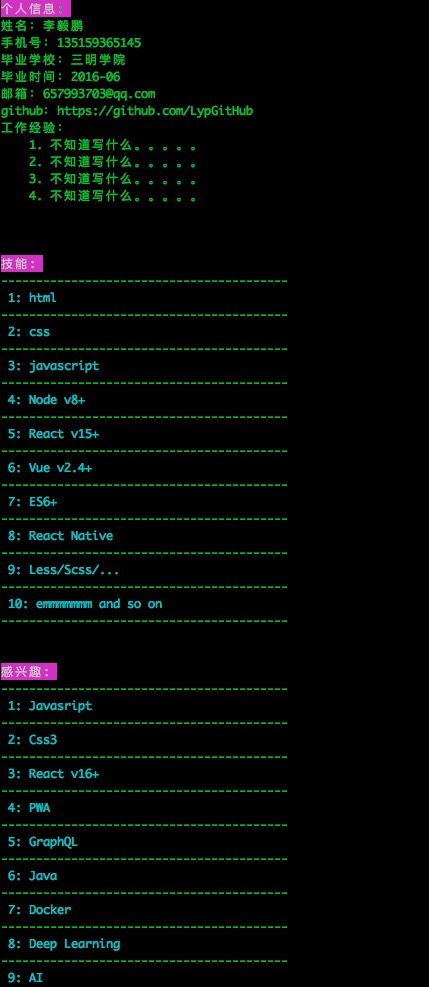 个人信息:
姓名: 李毅鹏
手机号: 135159365145
毕业学校: 三明学院
毕业时间: 2016-06
邮箱: 657993703@qq.com
github: https://github.com/LypGitHub
工作经验:
1. 不知道写什么。。。。。
2. 不知道写什么。。。。。
3. 不知道写什么。。。。。
4. 不知道写什么。。。。。
技能:
-----------------------------------------
1: html
-----------------------------------------
2: css
-----------------------------------------
3: javascript
-----------------------------------------
4: Node v8+
-----------------------------------------
5: React v15+
-----------------------------------------
6: Vue v2.4+
-----------------------------------------
7: ES6+
-----------------------------------------
8: React Native
-----------------------------------------
9: Less/Scss/...
-----------------------------------------
10: emmmmmmmm and so on
-----------------------------------------
感兴趣:
-----------------------------------------
1: Javasript
-----------------------------------------
2: Css3
-----------------------------------------
3: React v16+
-----------------------------------------
4: PWA
-----------------------------------------
5: GraphQL
-----------------------------------------
6: Java
-----------------------------------------
7: Docker
-----------------------------------------
8: Deep Learning
-----------------------------------------
9: AI